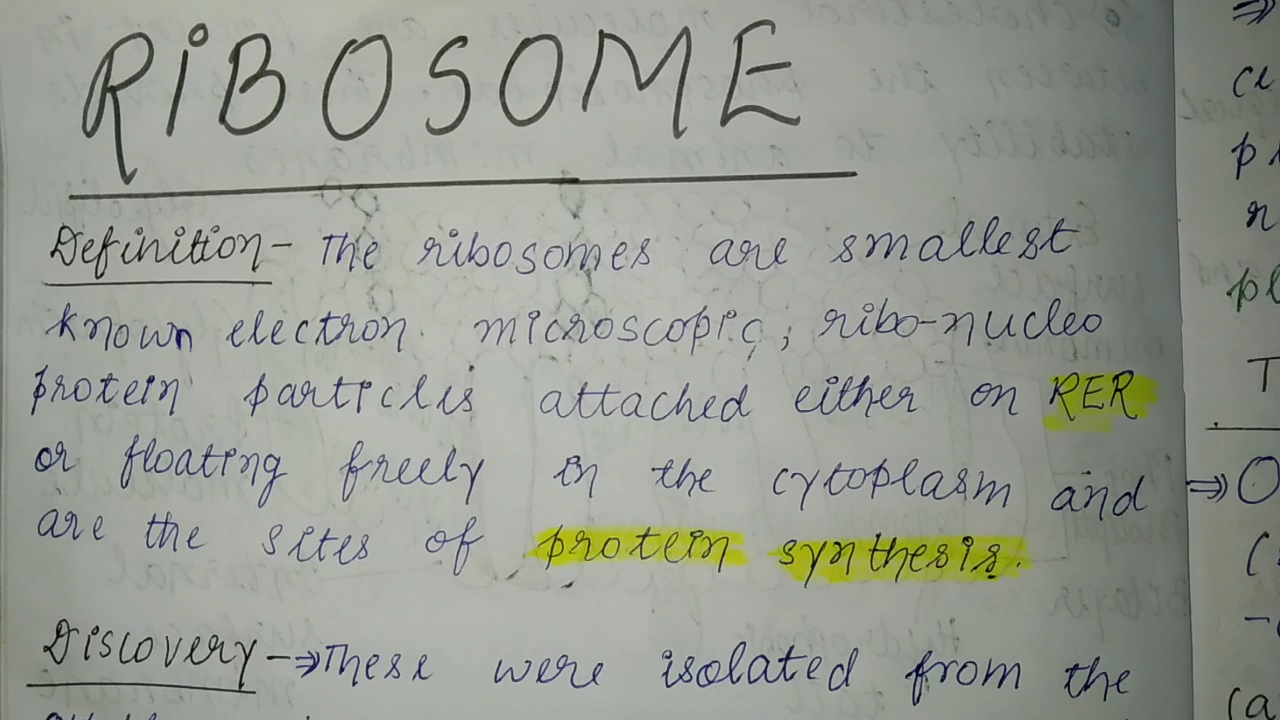 RIBOSOME
Definition - The ribosomes are smallest
known electron microscopic, ribo-nucleo
protein particles attached either on RER
or floating freely in the cytoplasm and
are the sites of protein synthesis.
Discovery -⇒ These were isolated from the